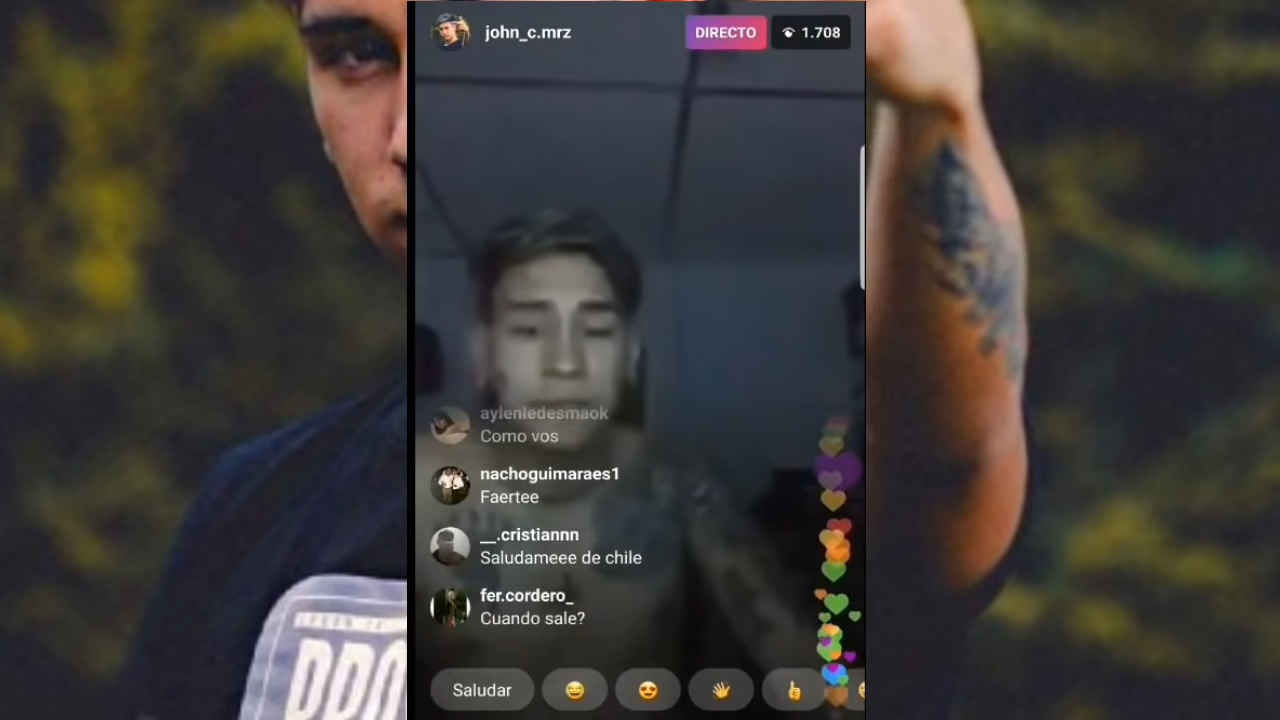 john_c.mrz
DIRECTO
1.708
aylenledesmaok
Como vos
nachoguimaraes1
Faertee
__.cristiannn
Saludameee de chile
fer.cordero_
Cuando sale?
Saludar